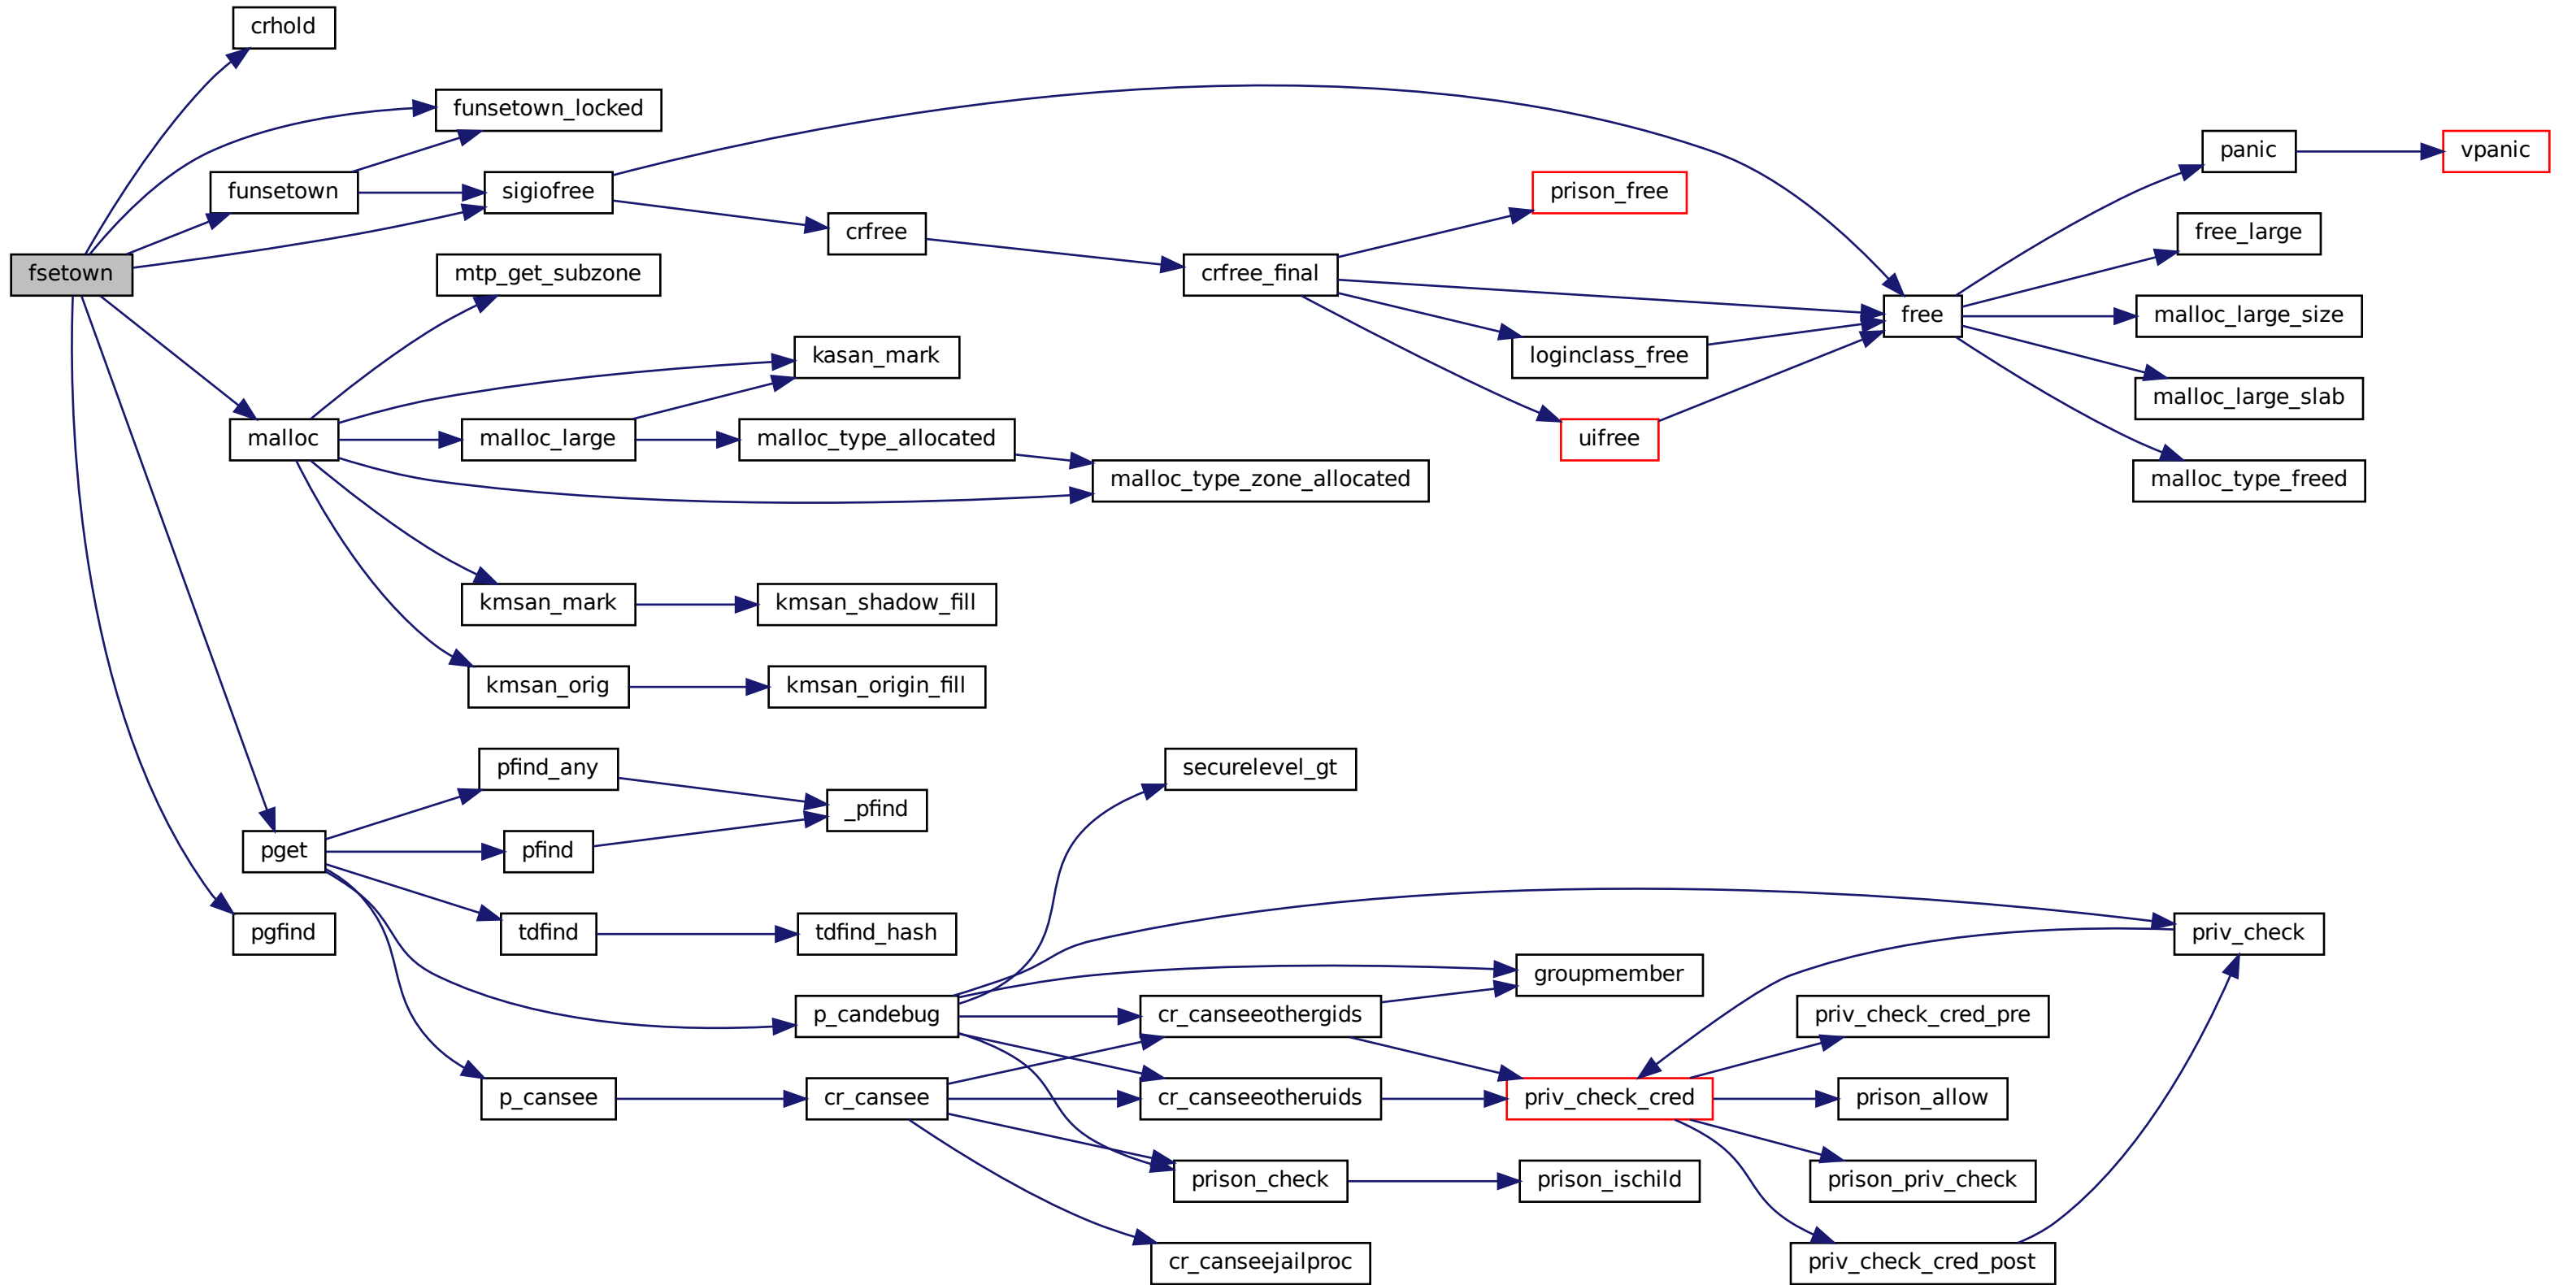 crhold
funsetown_locked
panic
vpanic
funsetown
sigiofree
prison_free
crfree
free_large
fsetown
mtp_get_subzone
crfree_final
free
malloc_large_size
kasan_mark
loginclass_free
malloc_large_slab
malloc
malloc_large
malloc_type_allocated
uifree
malloc_type_zone_allocated
malloc_type_freed
kmsan_mark
kmsan_shadow_fill
kmsan_orig
kmsan_origin_fill
pfind_any
securelevel_gt
_pfind
pget
pfind
pgfind
tdfind
tdfind_hash
priv_check
groupmember
p_candebug
cr_canseeothergids
priv_check_cred_pre
p_cansee
cr_cansee
cr_canseeotheruids
priv_check_cred
prison_allow
prison_check
prison_ischild
prison_priv_check
cr_canseejailproc
priv_check_cred_post